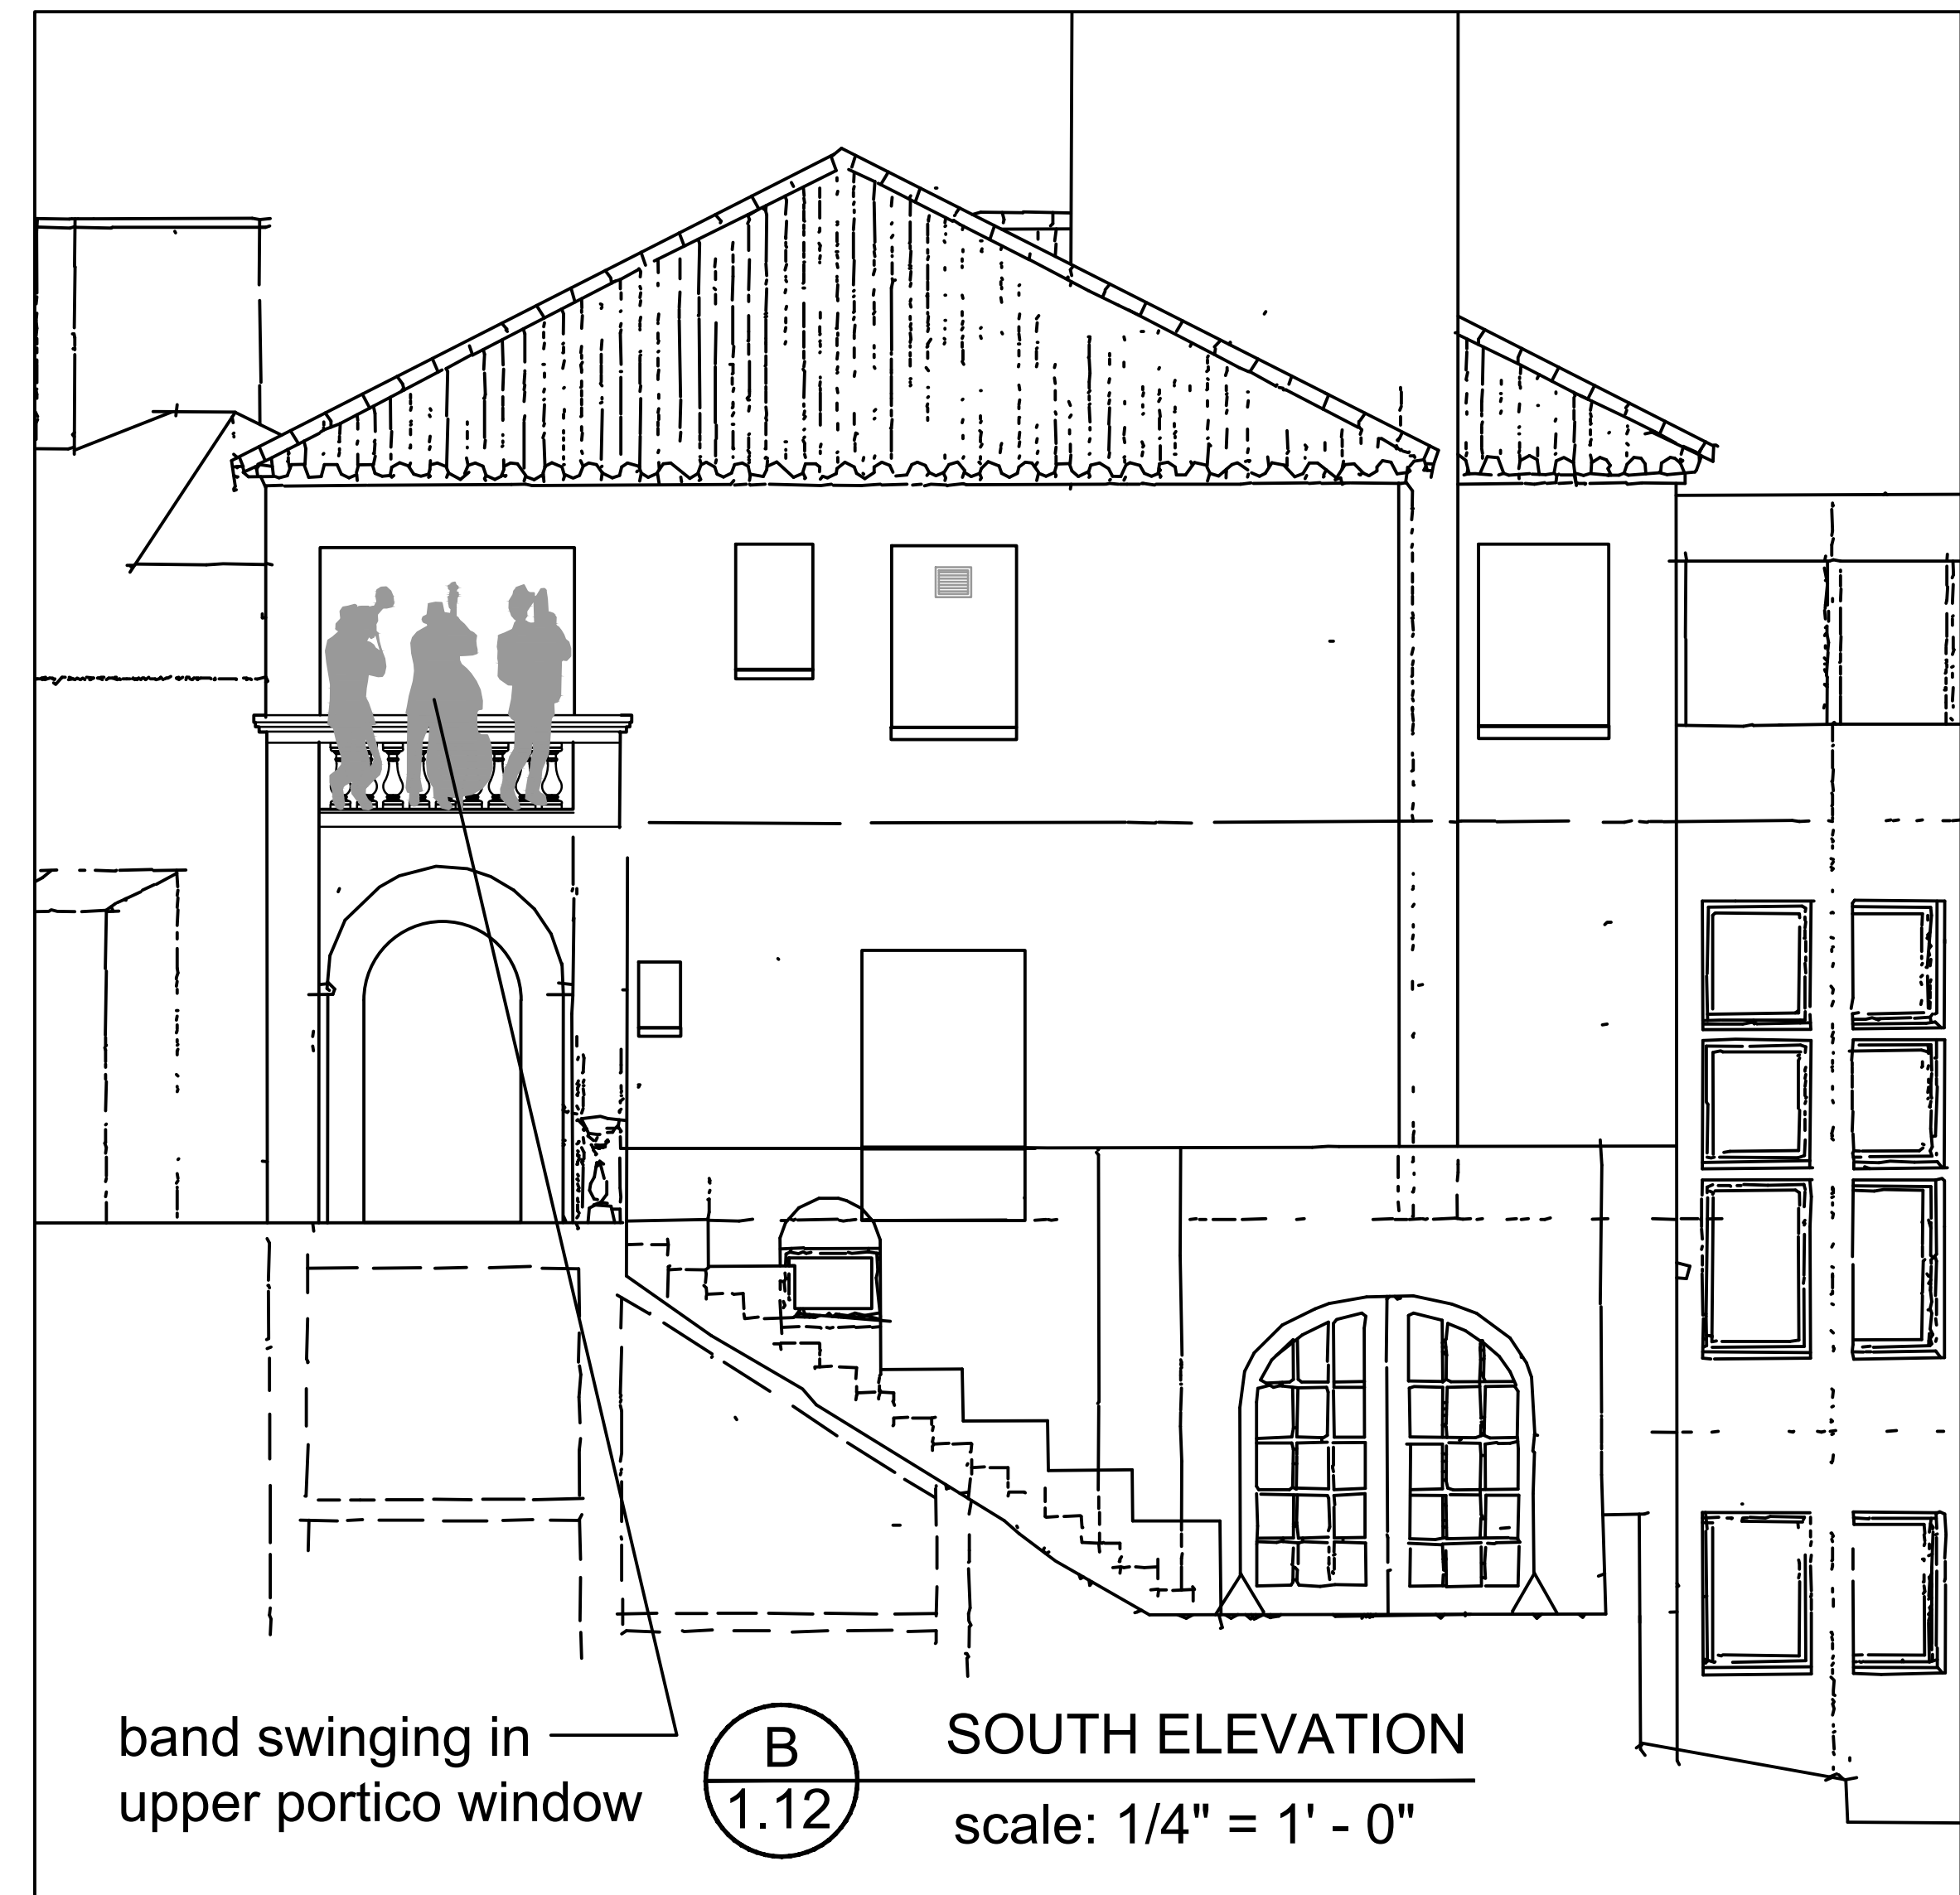 band swinging in
upper portico window
B
1.12
SOUTH ELEVATION
scale: 1/4" = 1' - 0"